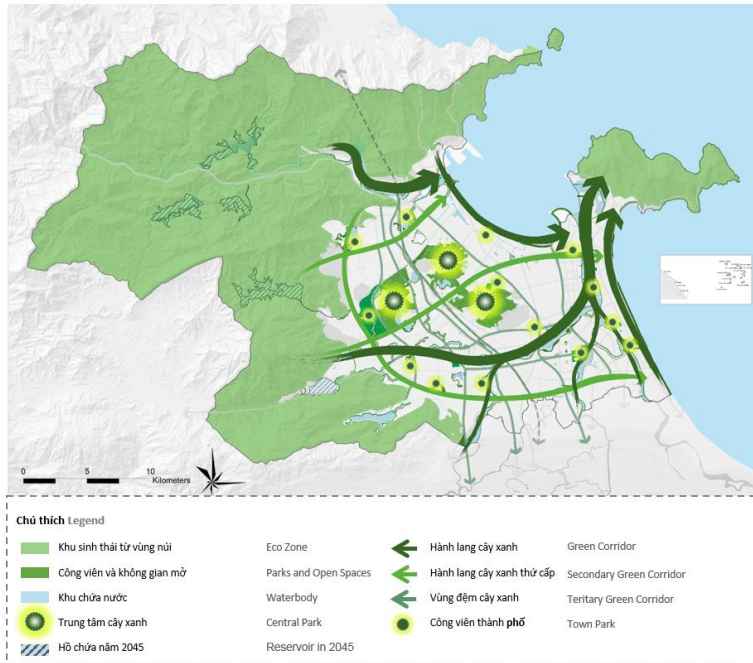 0 5 10
Kilometers
Chú thích Legend
Khu sinh thái từ vùng núi Eco Zone
Công viên và không gian mở Parks and Open Spaces
Khu chứa nước Waterbody
Trung tâm cây xanh Central Park
Hồ chứa năm 2045 Reservoir in 2045
Hành lang cây xanh Green Corridor
Hành lang cây xanh thứ cấp Secondary Green Corridor
Vùng đệm cây xanh Teritary Green Corridor
Công viên thành phố Town Park